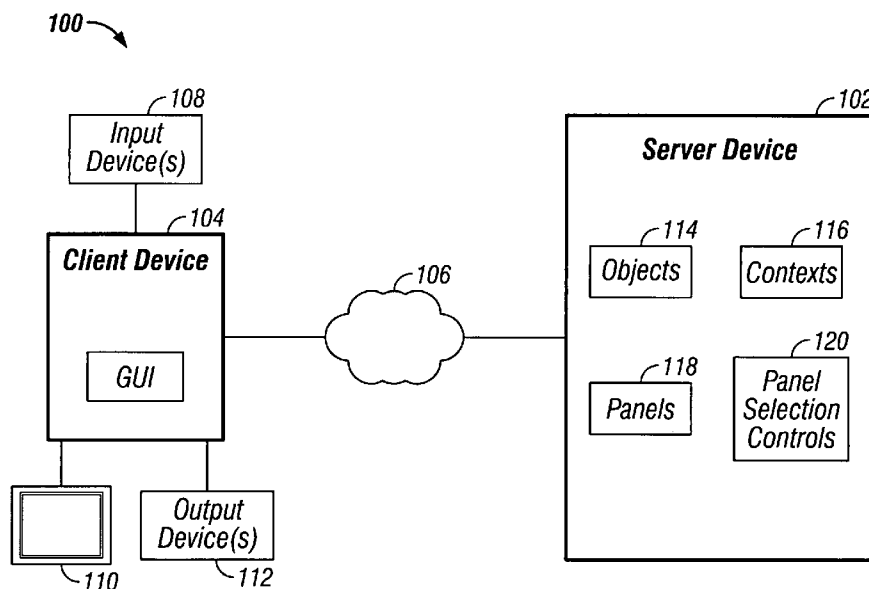 100
108
Input
Device(s)
104
Client Device
GUI
110
Output
Device(s)
112
106
102
Server Device
114
Objects
116
Contexts
118
Panels
120
Panel
Selection
Controls